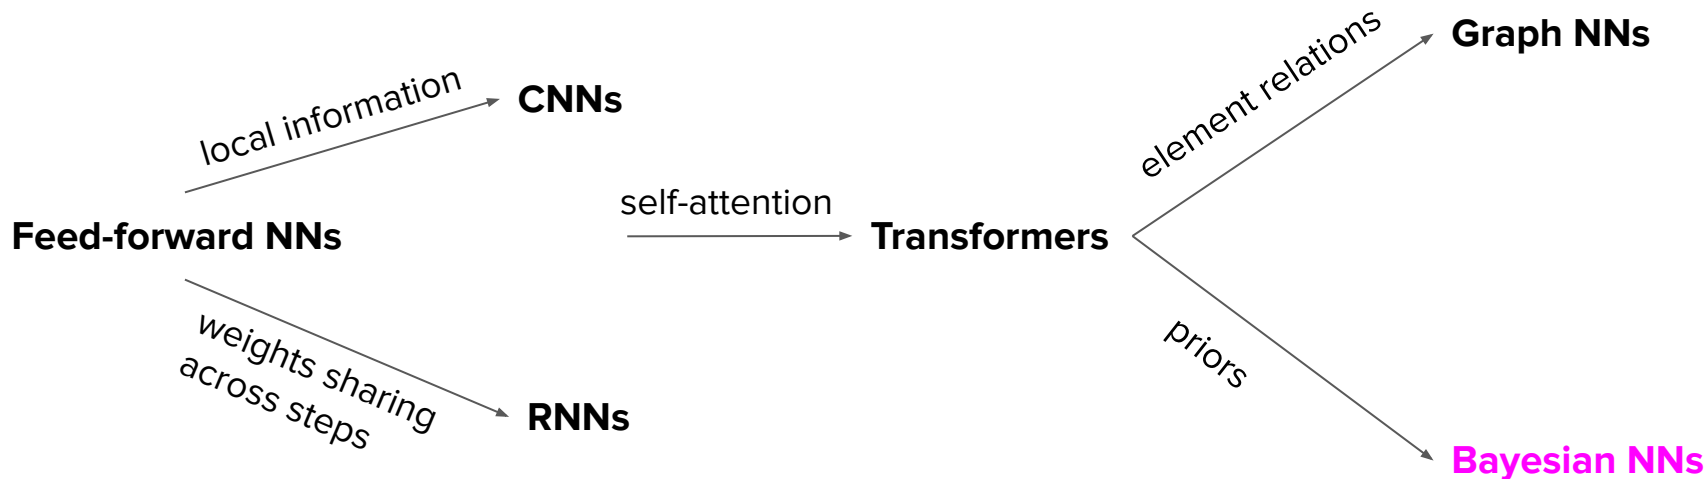 local information
CNNs
Feed-forward NNs
weights sharing
across steps
RNNs
self-attention
Transformers
element relations
Graph NNs
priors
Bayesian NNs